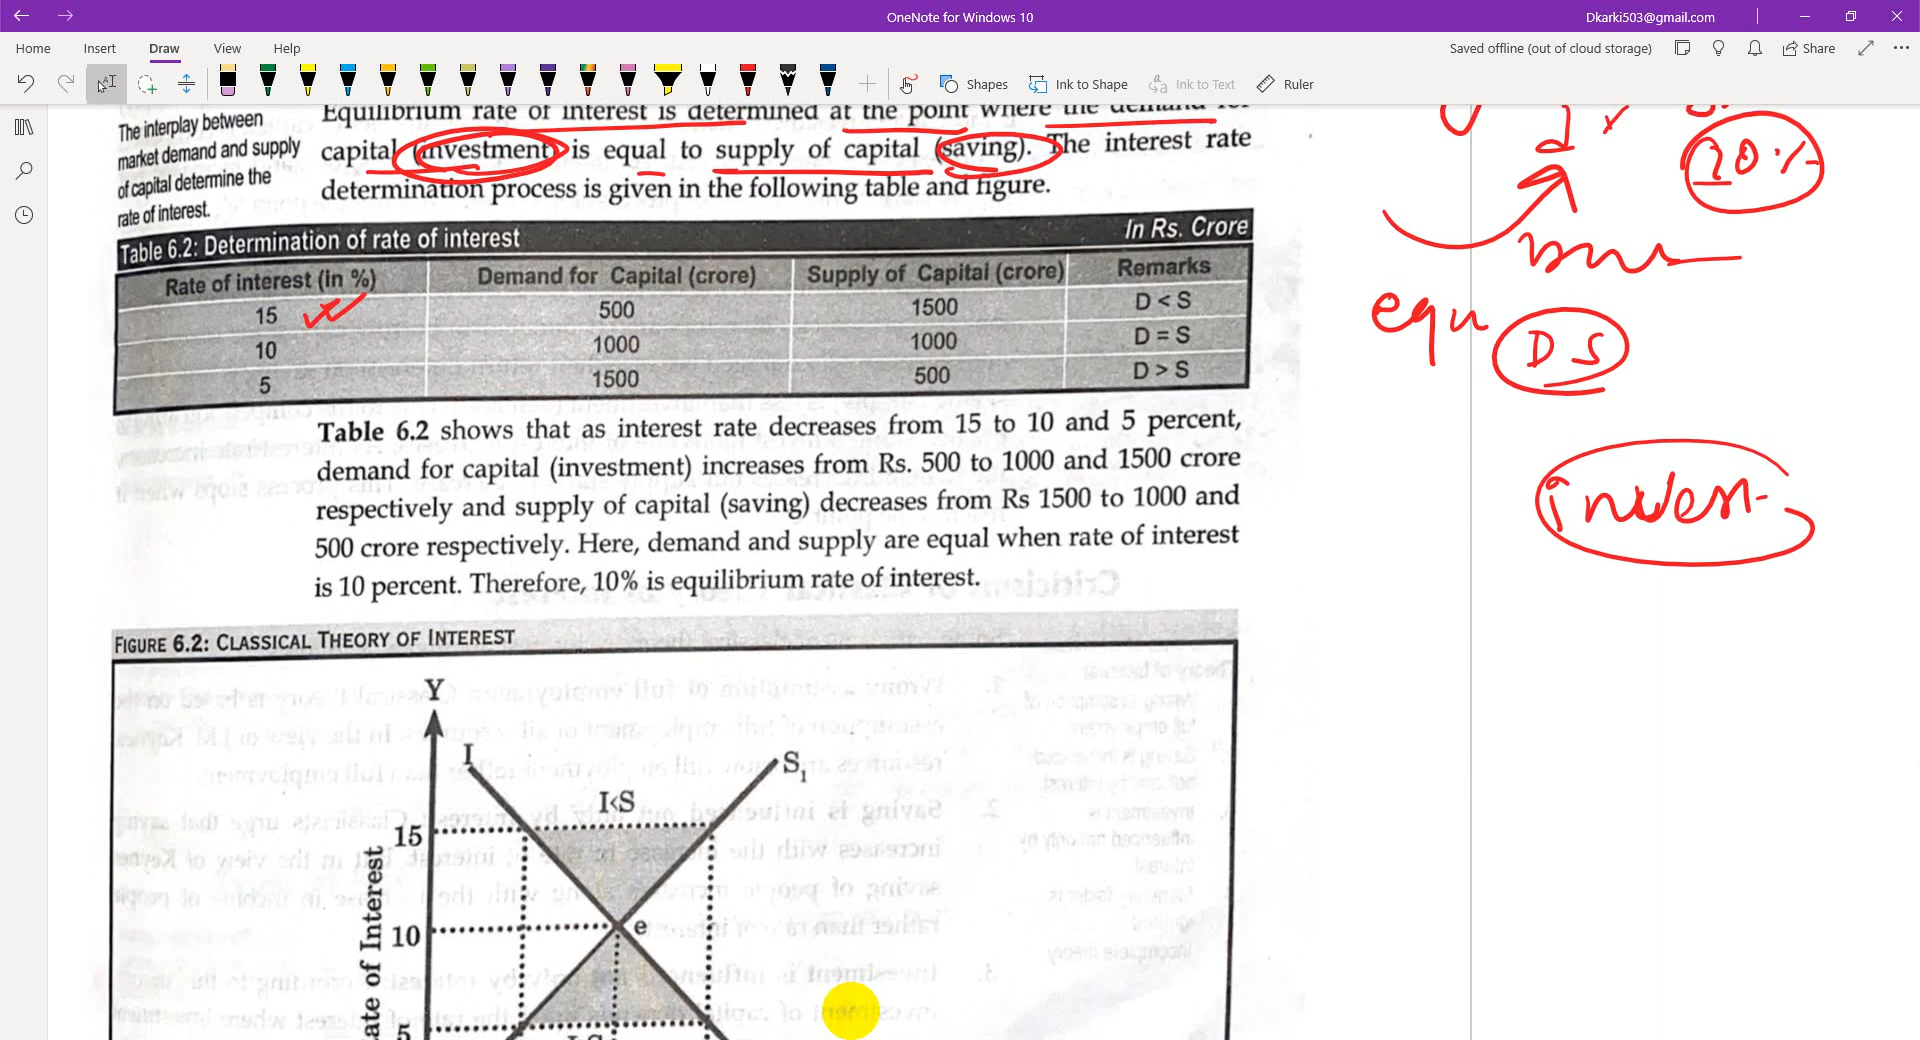 OneNote for Windows 10
Dkarki503@gmail.com
Home Insert Draw View Help
Saved offline (out of cloud storage)
Share
Shapes
Ink to Shape
Ink to Text
Ruler
The interplay between
market demand and supply
of capital determine the
rate of interest.
Equilibrium rate of interest is determined at the point where the demand for
capital (investment) is equal to supply of capital (saving). The interest rate
determination process is given in the following table and figure.
Table 6.2: Determination of rate of interest In Rs. Crore
Rate of interest (in %) Demand for Capital (crore) Supply of Capital (crore) Remarks
15 500 1500 D < S
10 1000 1000 D = S
5 1500 500 D > S
Table 6.2 shows that as interest rate decreases from 15 to 10 and 5 percent,
demand for capital (investment) increases from Rs. 500 to 1000 and 1500 crore
respectively and supply of capital (saving) decreases from Rs 1500 to 1000 and
500 crore respectively. Here, demand and supply are equal when rate of interest
is 10 percent. Therefore, 10% is equilibrium rate of interest.
FIGURE 6.2: CLASSICAL THEORY OF INTEREST
Y
I
S₁
I<S
15
10
e
5
equ
D S